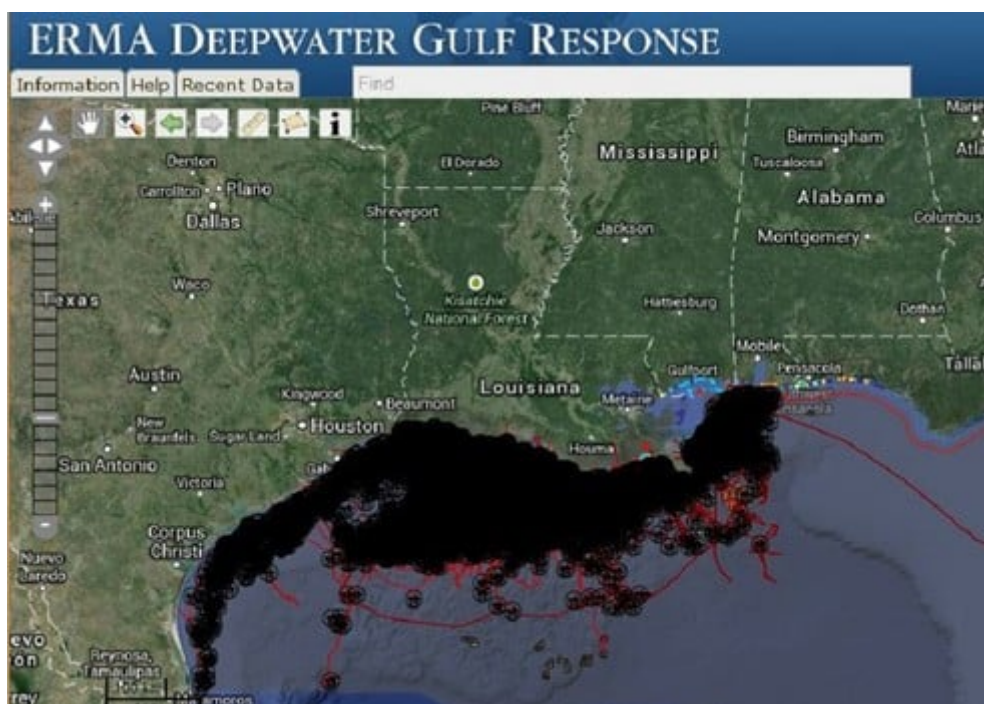 ERMA DEEPWATER GULF RESPONSE
Information Help Recent Data Find
Pine Bluff
Birmingham
Denton
El Dorado
Mississippi
Tuscaloosa
Carrollton Plano
Alabama
Dallas
Shreveport
Columbus
Jackson
Montgomery
Waco
Texas
Kisatchie
National Forest
Hattiesburg
Dothan
Mobile
Austin
Gulfport
Pensacola
Louisiana
Metairie
Kingwood
Beaumont
New
Braunfels
Sugar Land
Houston
Houma
San Antonio
Victoria
Corpus
Christi
Nuevo
Laredo
Reynosa,
Tamaulipas